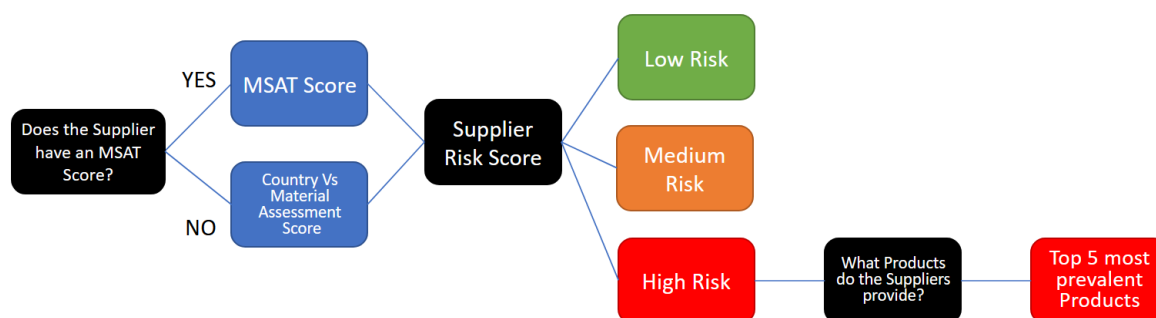 Does the Supplier
have an MSAT
Score?
YES
MSAT Score
NO
Country Vs
Material
Assessment
Score
Supplier
Risk Score
Low Risk
Medium
Risk
High Risk
What Products
do the Suppliers
provide?
Top 5 most
prevalent
Products